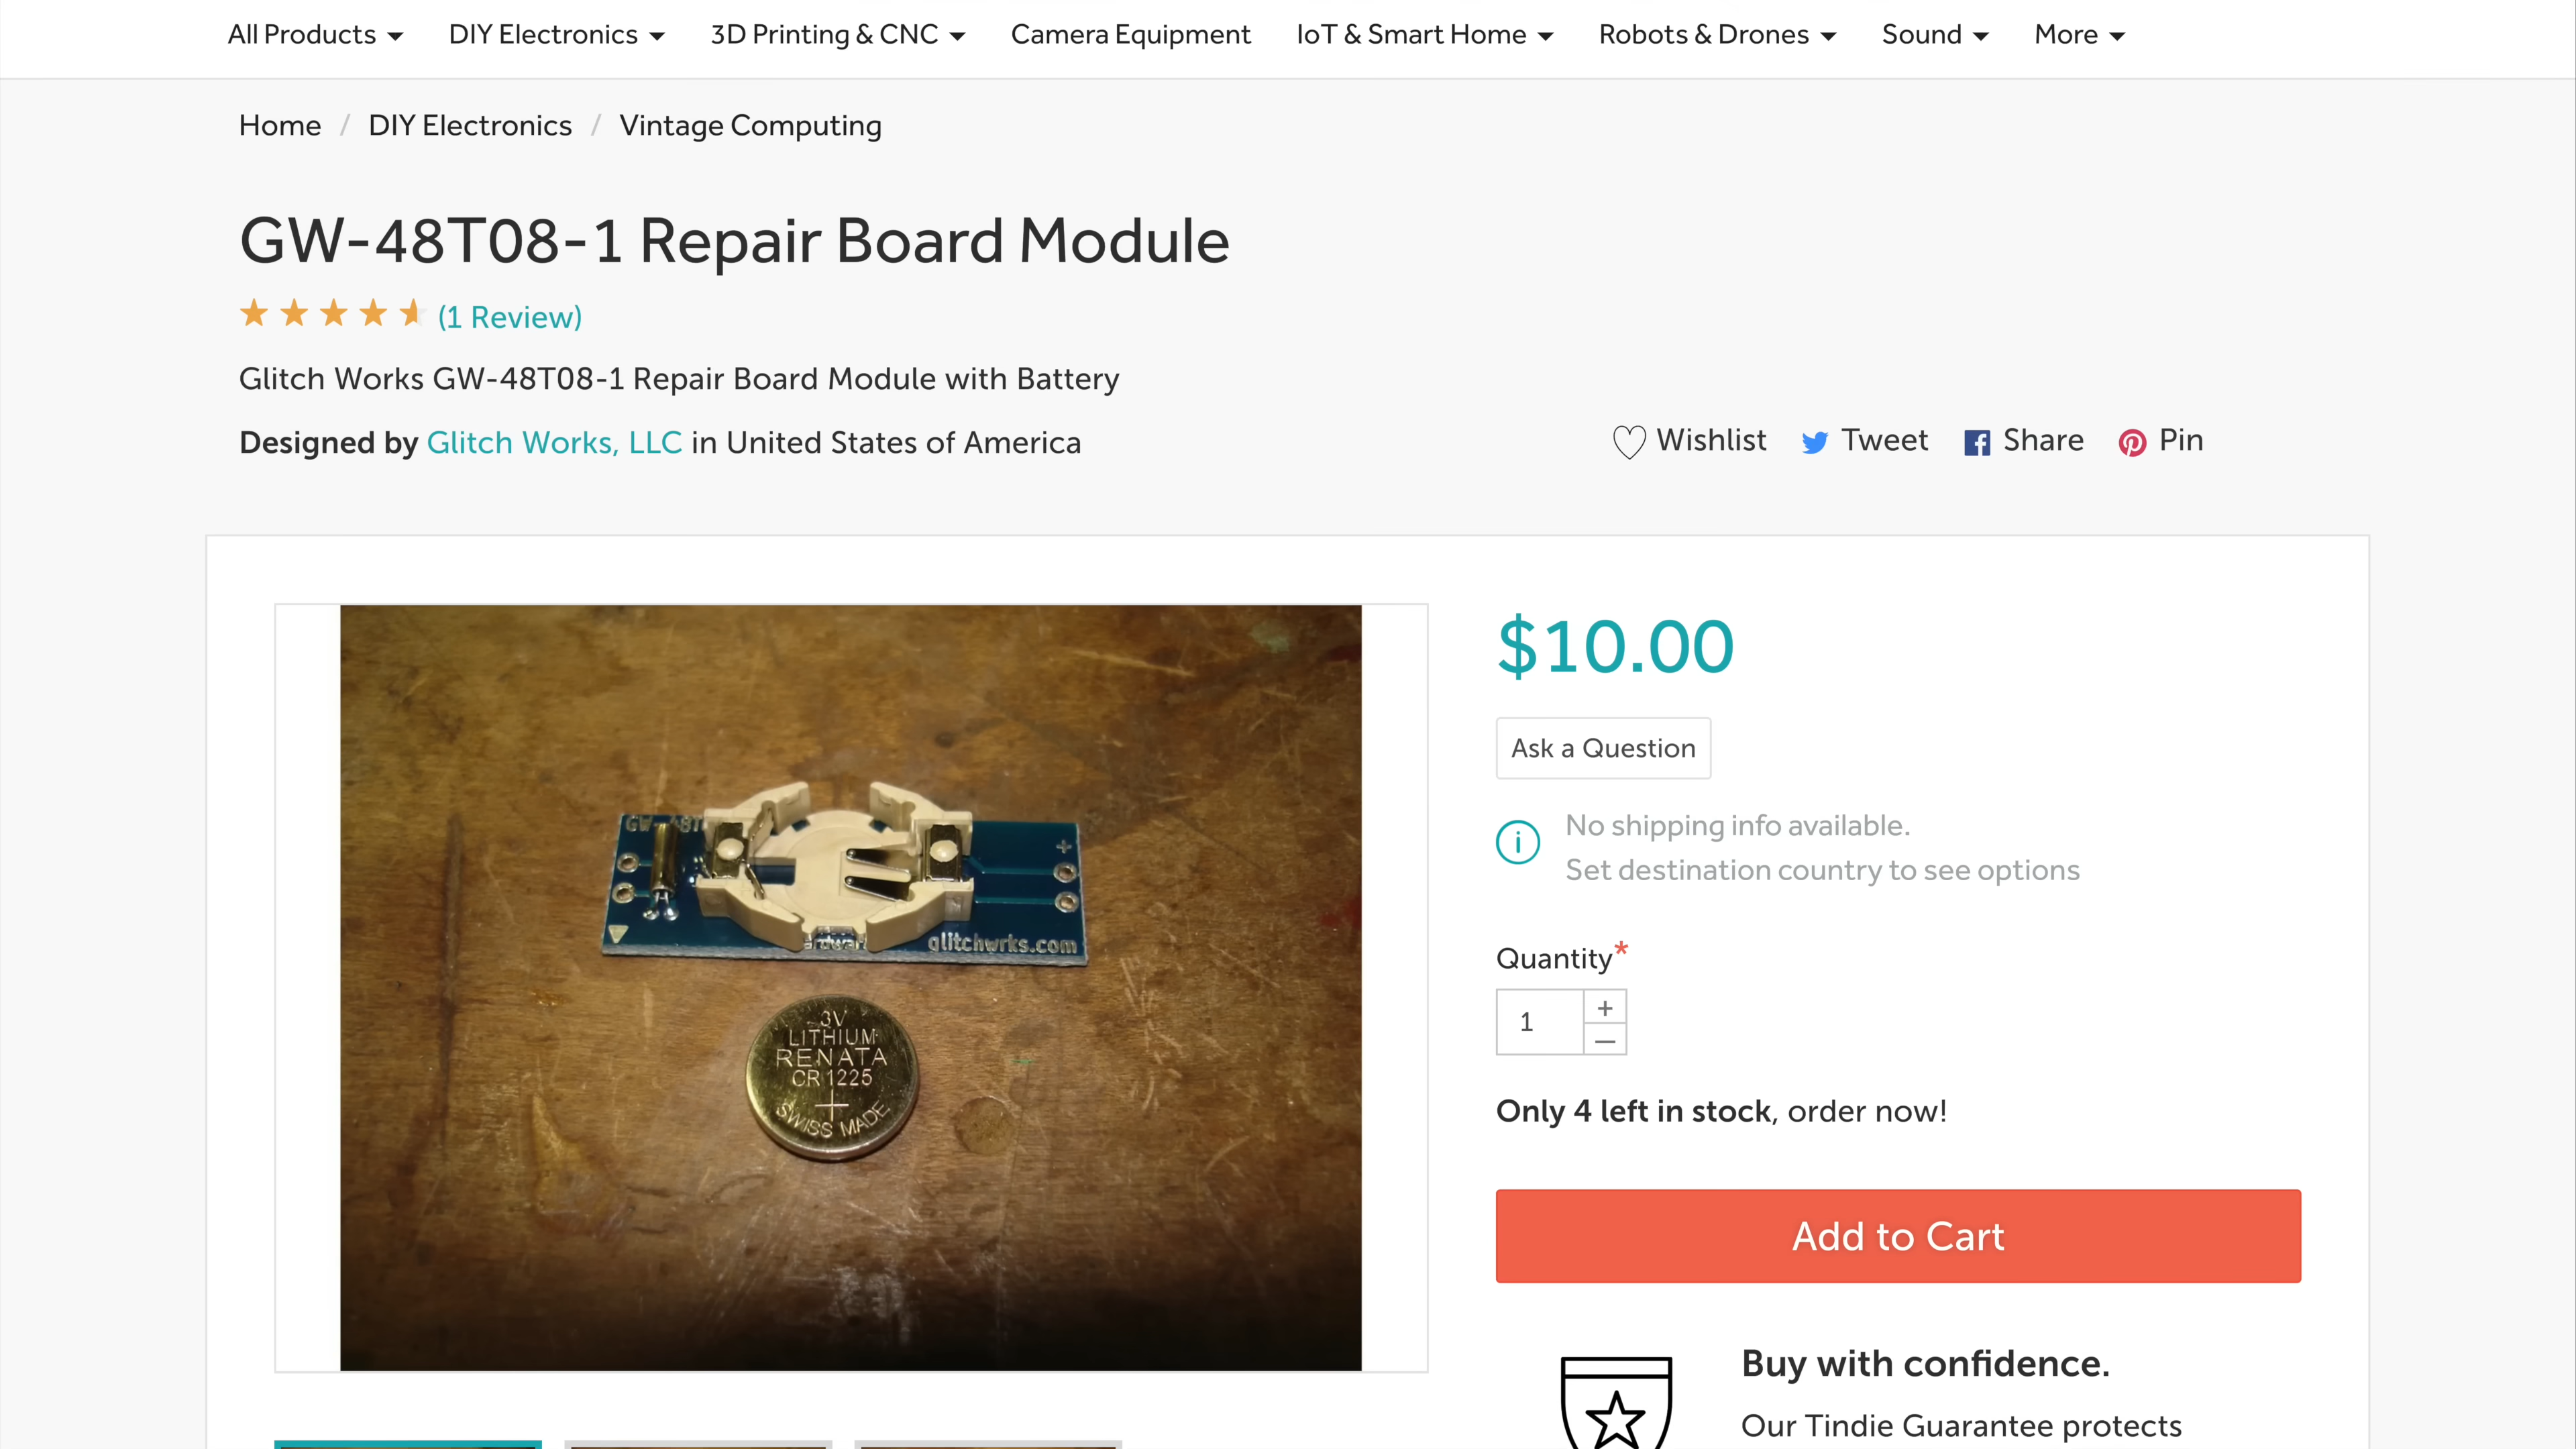 All Products DIY Electronics 3D Printing & CNC Camera Equipment IoT & Smart Home Robots & Drones Sound More
Home / DIY Electronics / Vintage Computing
GW-48T08-1 Repair Board Module
(1 Review)
Glitch Works GW-48T08-1 Repair Board Module with Battery
Designed by Glitch Works, LLC in United States of America
Wishlist Tweet Share Pin
GW-48T
+
glitchwrks.com
3V
LITHIUM
RENATA
CR1225
+
SWISS MADE
$10.00
Ask a Question
No shipping info available.
Set destination country to see options
Quantity*
1
+
–
Only 4 left in stock, order now!
Add to Cart
Buy with confidence.
Our Tindie Guarantee protects